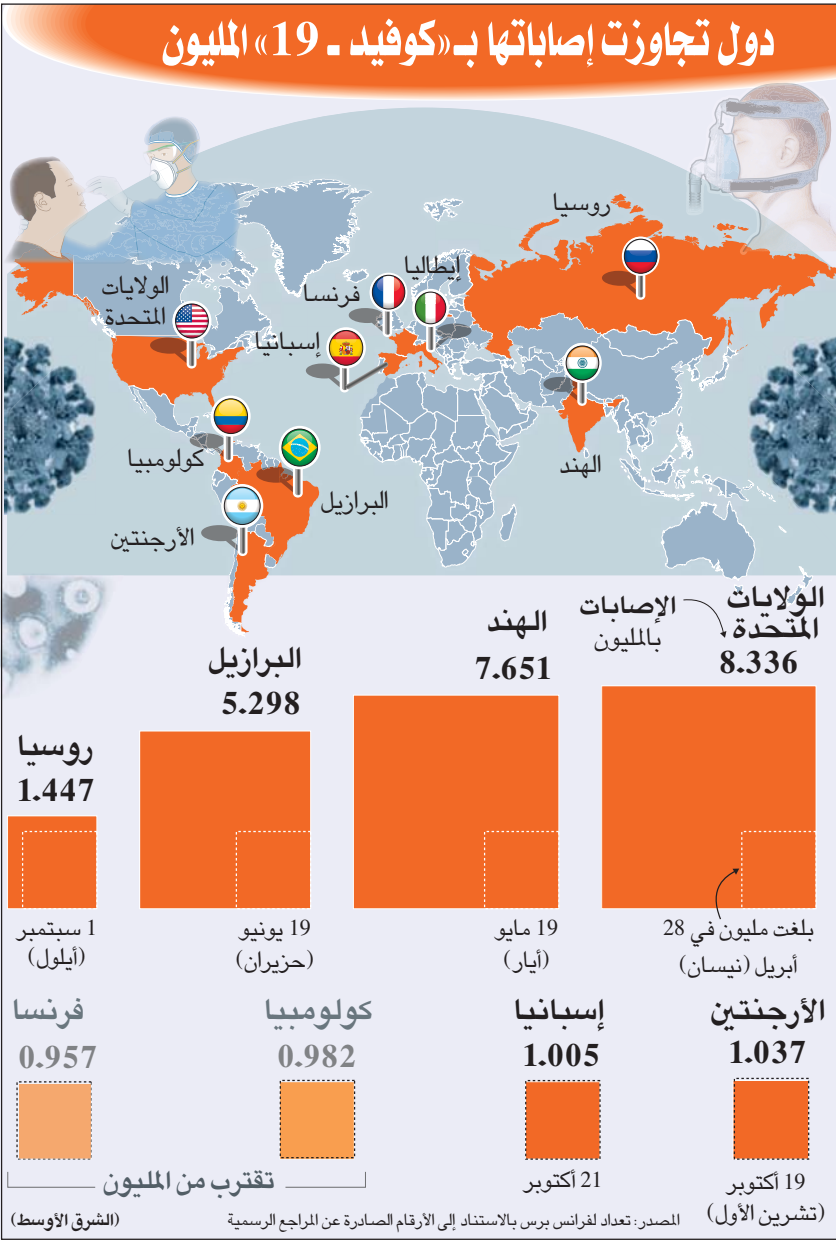 دول تجاوزت إصاباتها بـ«كوفيد ـ 19» المليون
روسيا
إيطاليا
فرنسا
الولايات
المتحدة
إسبانيا
كولومبيا
الهند
البرازيل
الأرجنتين
الولايات
المتحدة
8.336
الإصابات
بالمليون
الهند
7.651
البرازيل
5.298
روسيا
1.447
بلغت مليون في 28
أبريل (نيسان)
19 مايو
(أيار)
19 يونيو
(حزيران)
1 سبتمبر
(أيلول)
الأرجنتين
1.037
إسبانيا
1.005
كولومبيا
0.982
فرنسا
0.957
19 أكتوبر
(تشرين الأول)
21 أكتوبر
تقترب من المليون
المصدر: تعداد لفرانس برس بالاستناد إلى الأرقام الصادرة عن المراجع الرسمية
(الشرق الأوسط)